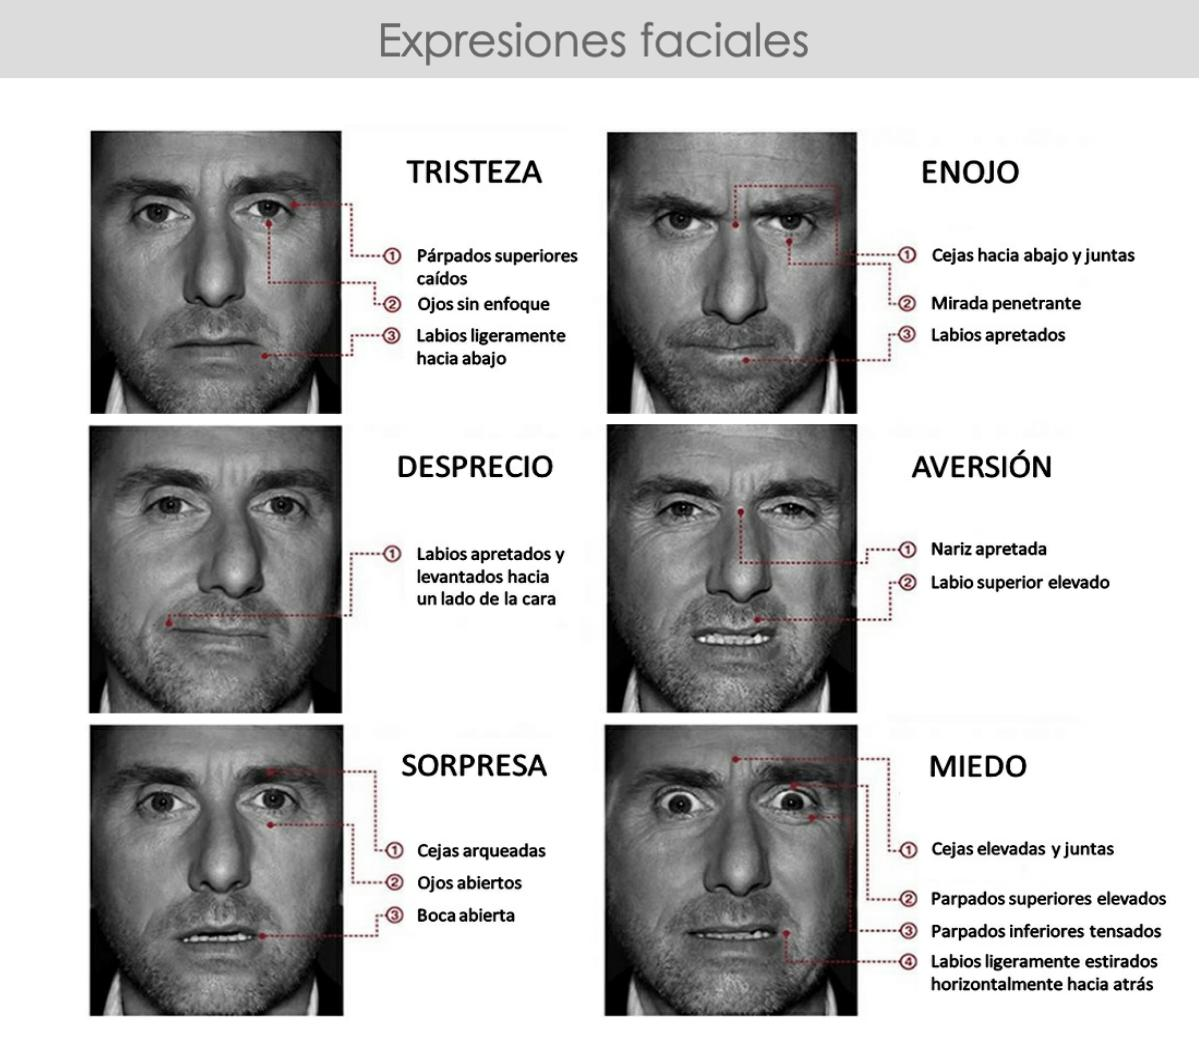 Expresiones faciales
TRISTEZA
1 Párpados superiores
caídos
2 Ojos sin enfoque
3 Labios ligeramente
hacia abajo
ENOJO
1 Cejas hacia abajo y juntas
2 Mirada penetrante
3 Labios apretados
DESPRECIO
1 Labios apretados y
levantados hacia
un lado de la cara
AVERSIÓN
1 Nariz apretada
2 Labio superior elevado
SORPRESA
1 Cejas arqueadas
2 Ojos abiertos
3 Boca abierta
MIEDO
1 Cejas elevadas y juntas
2 Parpados superiores elevados
3 Parpados inferiores tensados
4 Labios ligeramente estirados
horizontalmente hacia atrás